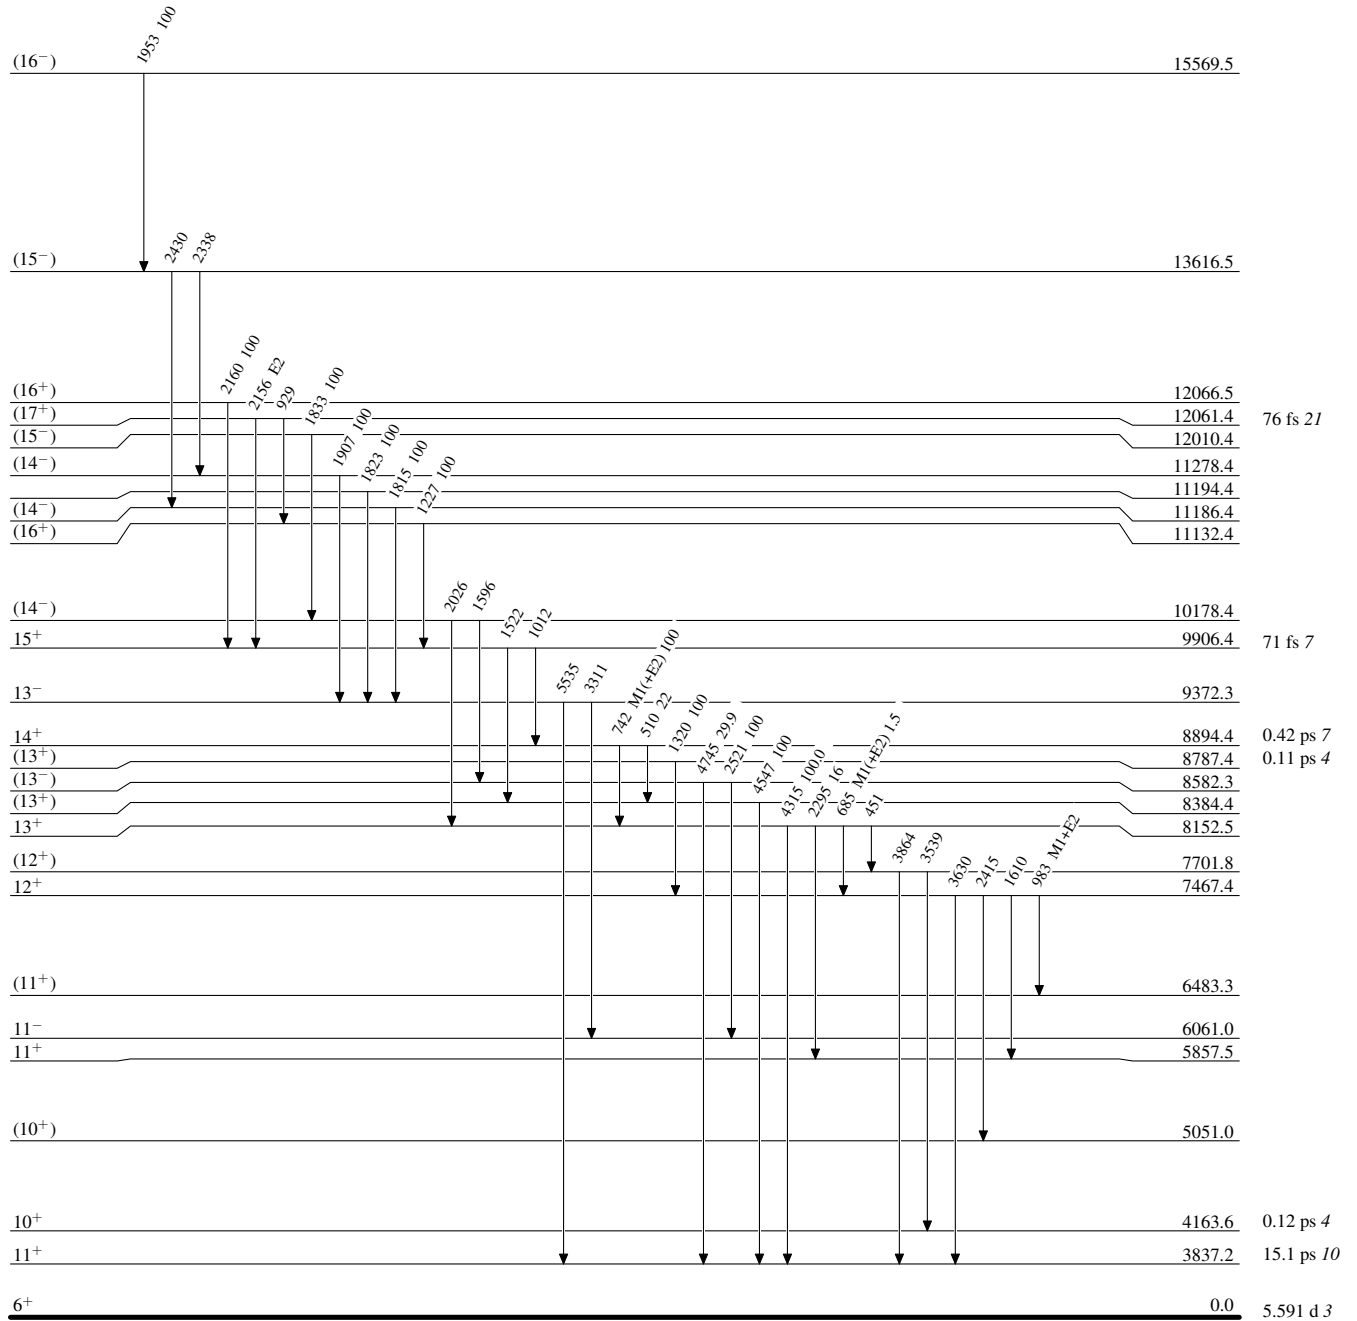 1953 100
(16⁻) 15569.5
2430 2338
(15⁻) 13616.5
2160 100 2156 E2 929 1833 100
(16⁺) 12066.5
(17⁺) 12061.4 76 fs 21
(15⁻) 12010.4
1907 100 1823 100 1815 100 1227 100
(14⁻) 11278.4
11194.4
(14⁻) 11186.4
(16⁺) 11132.4
2026 1596
(14⁻) 10178.4
1522 1012
15⁺ 9906.4 71 fs 7
5535 3311
13⁻ 9372.3
742 M1(+E2) 100 510 22 1320 100 4745 29.9 2521 100 4547 100
14⁺ 8894.4 0.42 ps 7
(13⁺) 8787.4 0.11 ps 4
(13⁻) 8582.3
(13⁺) 8384.4
4315 100.0 2295 16 685 M1(+E2) 1.5 451
13⁺ 8152.5
3864 3539
(12⁺) 7701.8
3630 2415 1610 983 M1+E2
12⁺ 7467.4
(11⁺) 6483.3
11⁻ 6061.0
11⁺ 5857.5
(10⁺) 5051.0
10⁺ 4163.6 0.12 ps 4
11⁺ 3837.2 15.1 ps 10
6⁺ 0.0 5.591 d 3